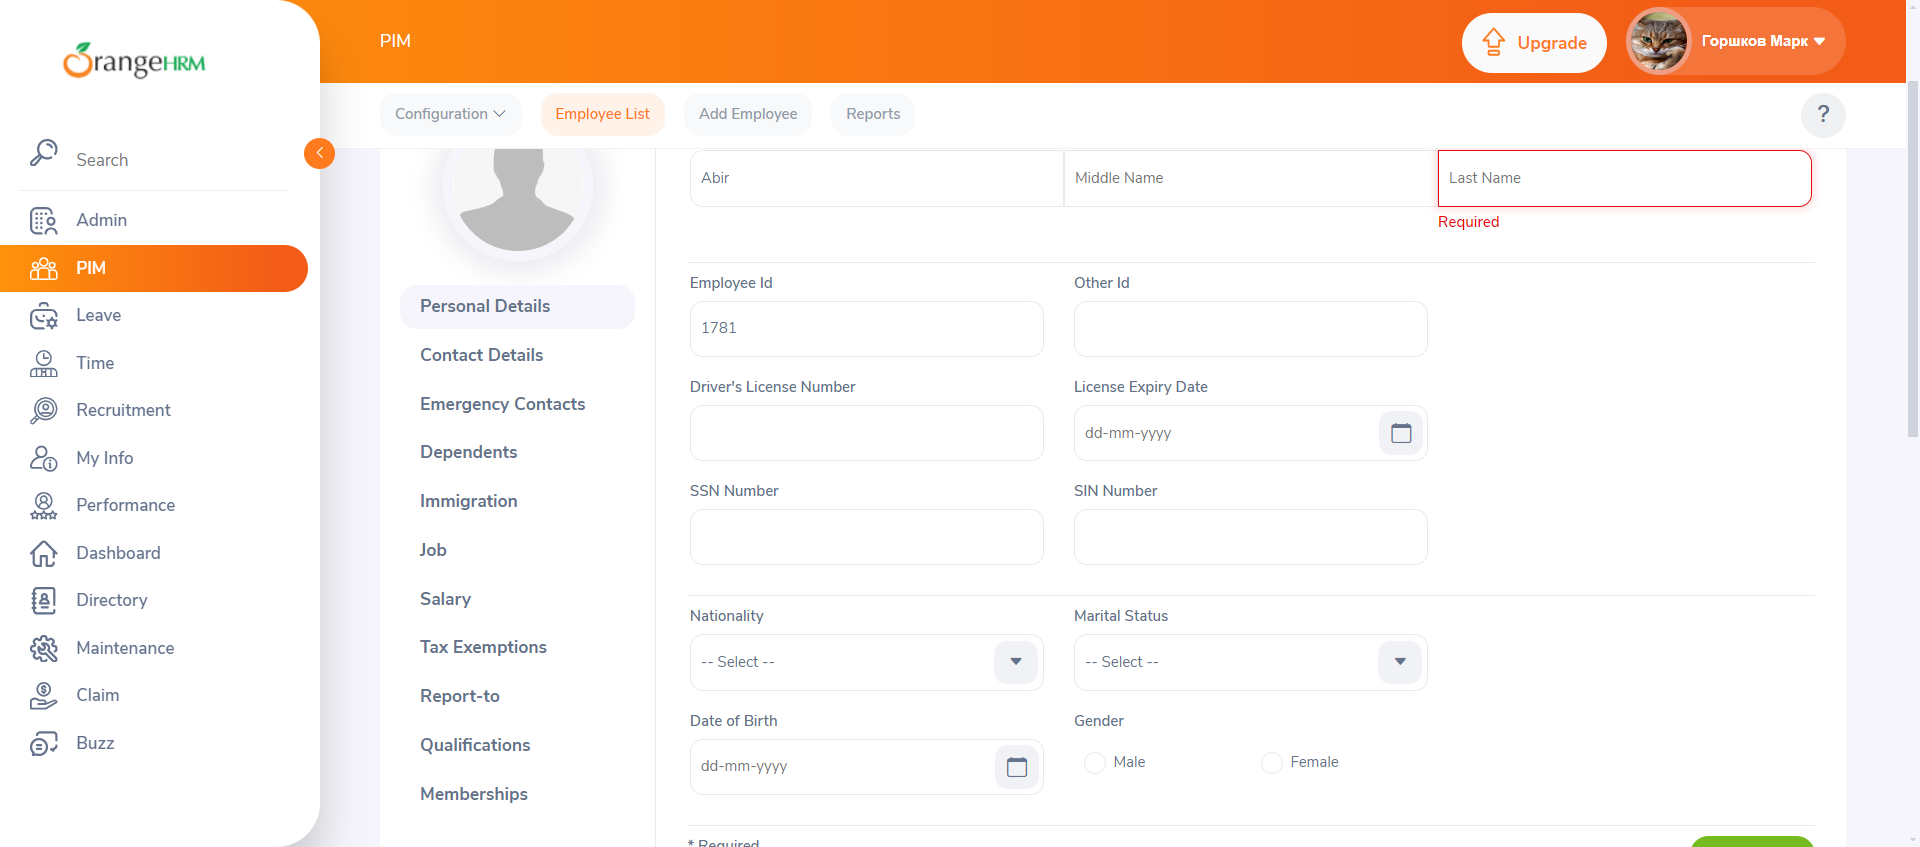 OrangeHRM
PIM
Upgrade
Горшков Марк
Configuration
Employee List
Add Employee
Reports
?
Search
Admin
PIM
Leave
Time
Recruitment
My Info
Performance
Dashboard
Directory
Maintenance
Claim
Buzz
Personal Details
Contact Details
Emergency Contacts
Dependents
Immigration
Job
Salary
Tax Exemptions
Report-to
Qualifications
Memberships
Abir Middle Name Last Name
Required
Employee Id Other Id
1781
Driver's License Number License Expiry Date
dd-mm-yyyy
SSN Number SIN Number
Nationality Marital Status
-- Select -- -- Select --
Date of Birth Gender
dd-mm-yyyy Male Female
* Required